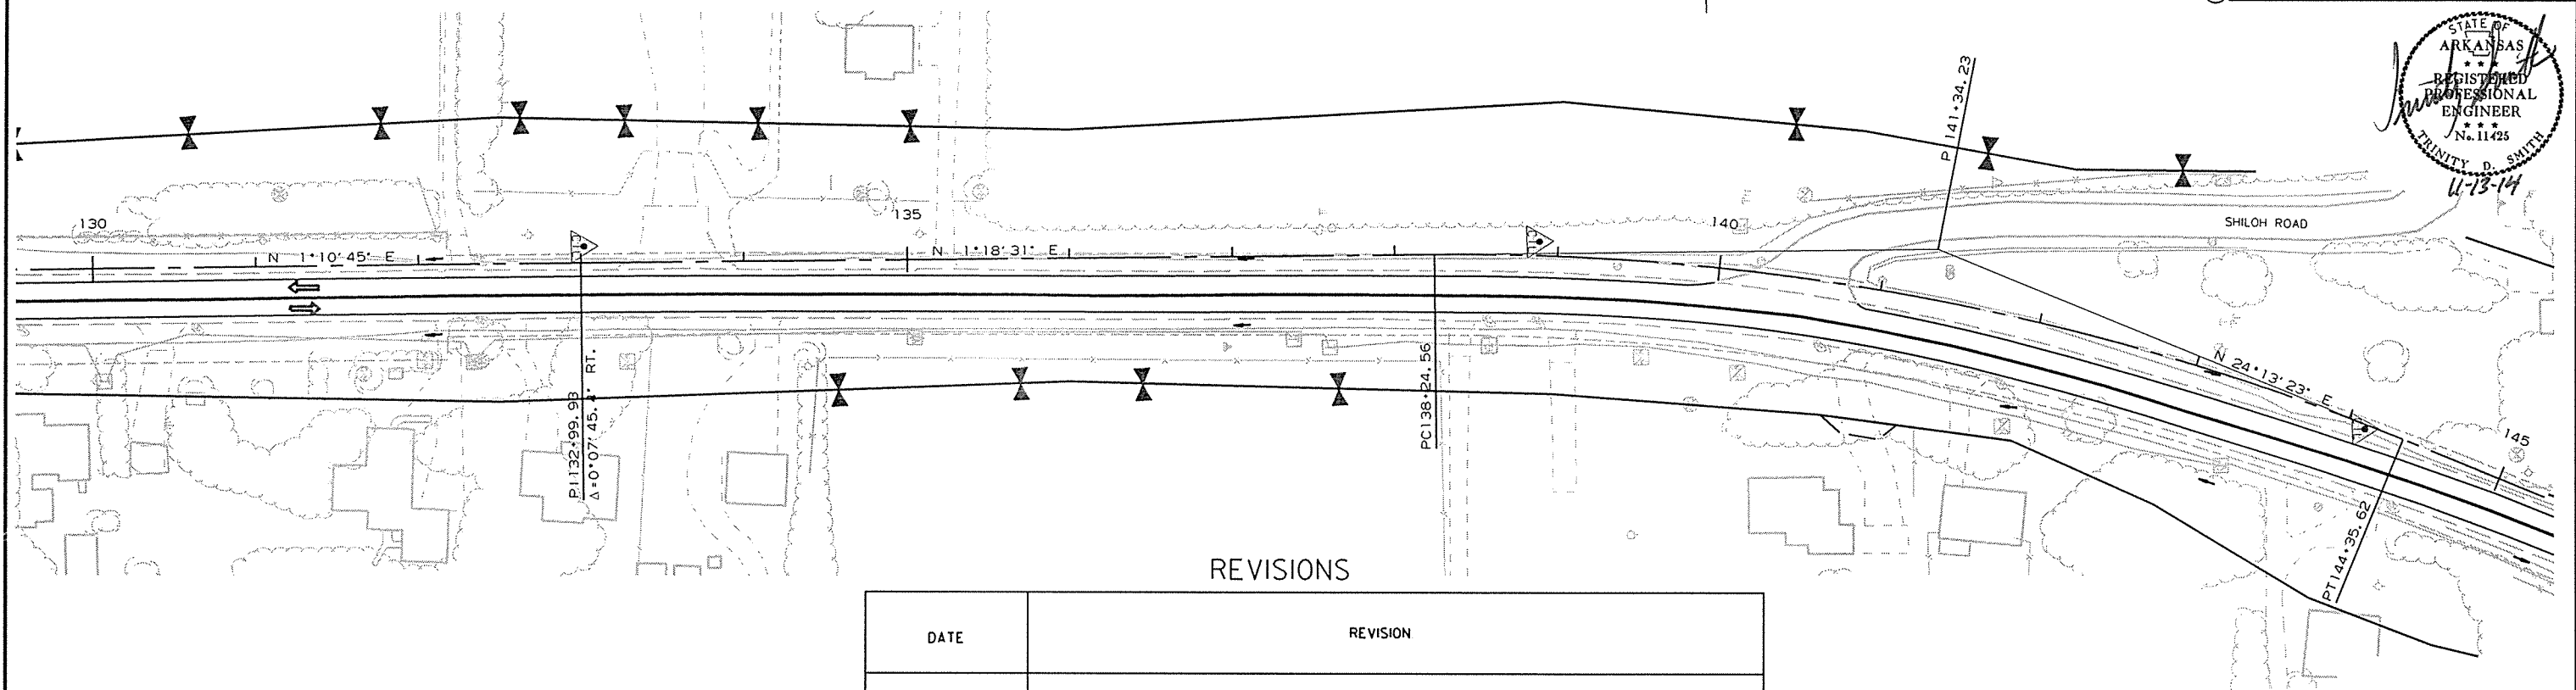 STATE OF
ARKANSAS
★ ★ ★
REGISTERED
PROFESSIONAL
ENGINEER
★ ★ ★
No. 11425
TRINITY D. SMITH
11-13-14
P 141+34.23
SHILOH ROAD
130
135
140
145
N 1°10'45" E
N 1°18'31" E
N 24°13'23" E
PI 132+99.93
Δ=0°07'45.4" RT.
PC138+24.56
PT144+35.62
REVISIONS
DATE
REVISION